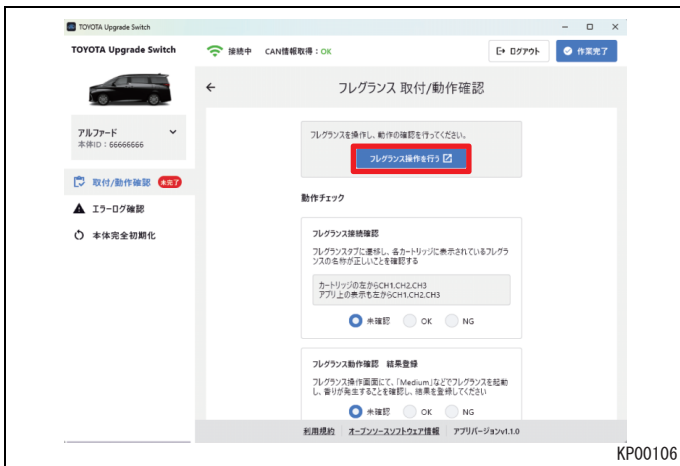 TOYOTA Upgrade Switch
TOYOTA Upgrade Switch
接続中
CAN情報取得：OK
ログアウト
作業完了
フレグランス 取付/動作確認
アルファード
本体ID：66666666
取付/動作確認 未完了
エラーログ確認
本体完全初期化
フレグランスを操作し、動作の確認を行ってください。
フレグランス操作を行う
動作チェック
フレグランス接続確認
フレグランスタブに遷移し、各カートリッジに表示されているフレグラ
ンスの名称が正しいことを確認する
カートリッジの左からCH1,CH2,CH3
アプリ上の表示も左からCH1,CH2,CH3
未確認 OK NG
フレグランス動作確認 結果登録
フレグランス操作画面にて、「Medium」などでフレグランスを起動
し、香りが発生することを確認し、結果を登録してください
未確認 OK NG
利用規約 オープンソースソフトウェア情報 アプリバージョンv1.1.0
KP00106